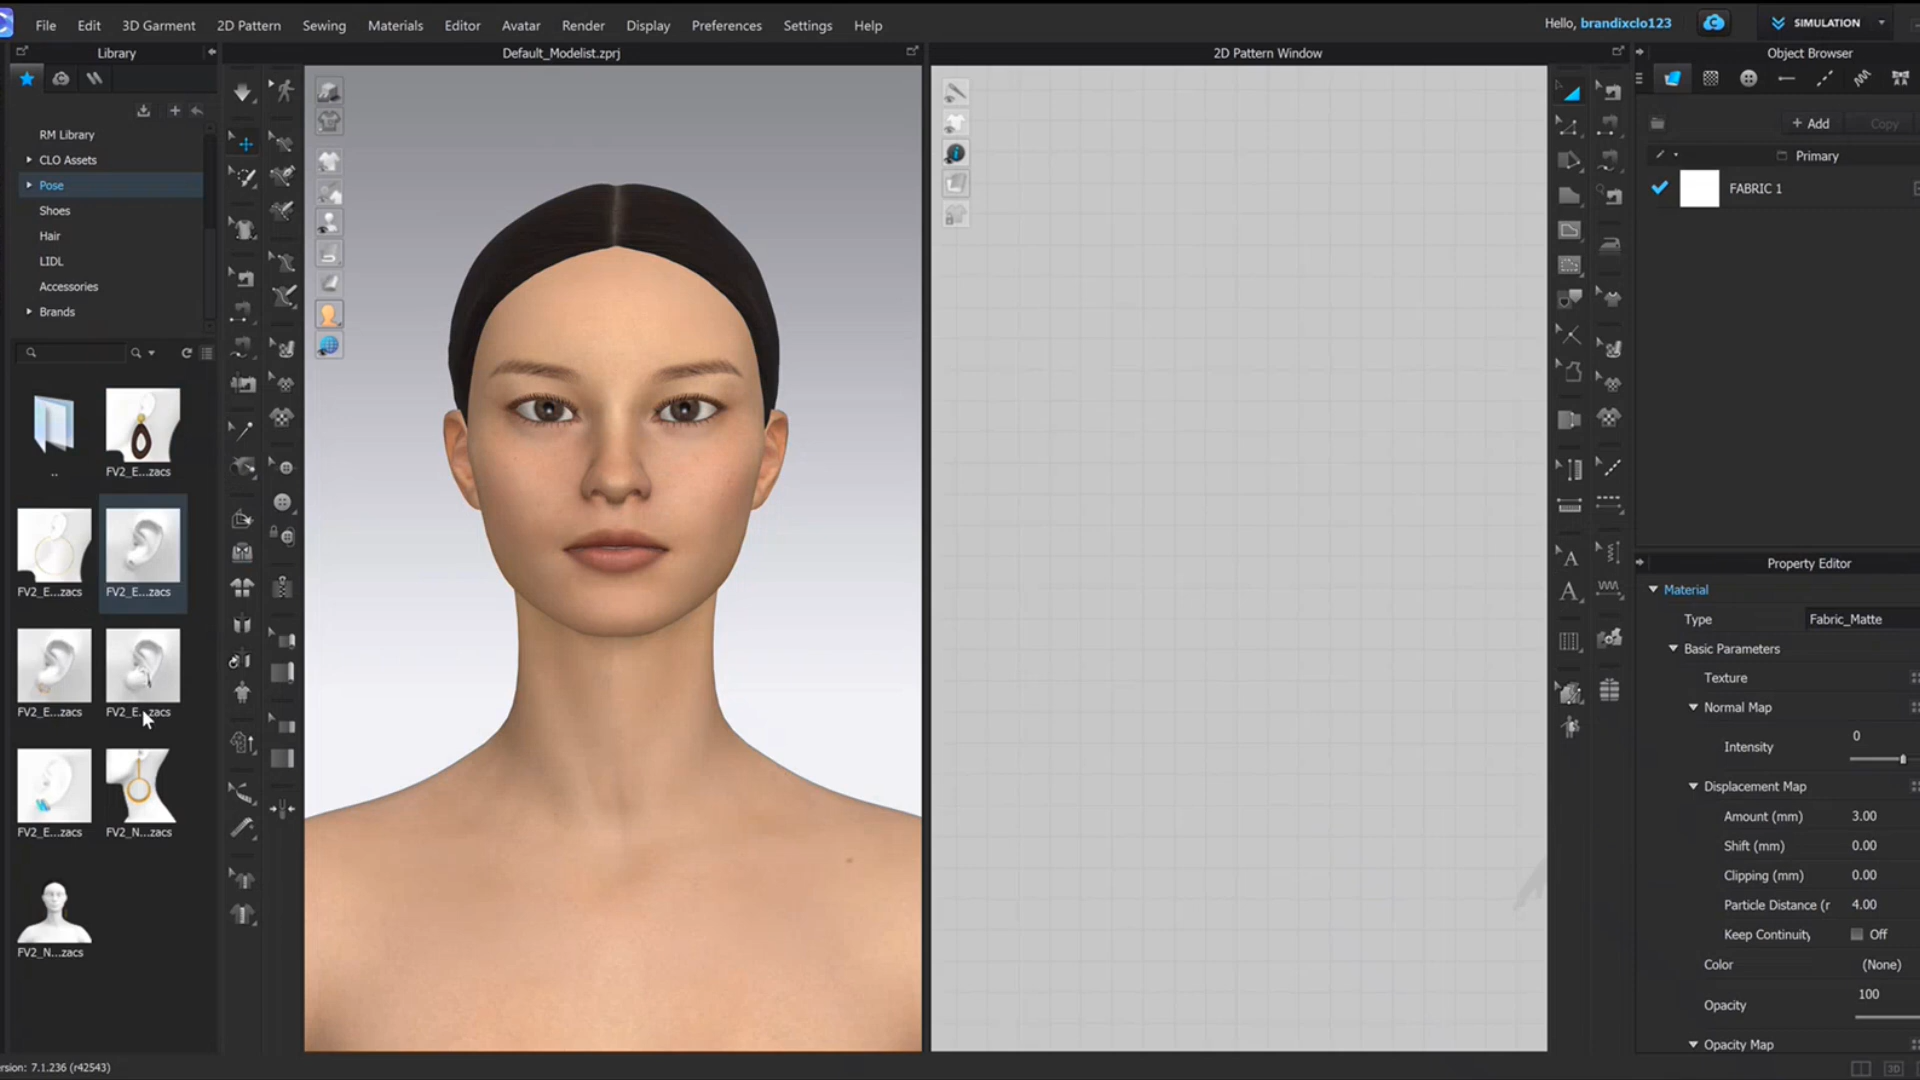 File Edit 3D Garment 2D Pattern Sewing Materials Editor Avatar Render Display Preferences Settings Help
Hello, brandixclo123
SIMULATION
Library
Default_Modelist.zprj
2D Pattern Window
Object Browser
RM Library
CLO Assets
Pose
Shoes
Hair
LIDL
Accessories
Brands
..
FV2_E...zacs
FV2_E...zacs
FV2_E...zacs
FV2_E...zacs
FV2_E...zacs
FV2_E...zacs
FV2_N...zacs
FV2_N...zacs
+ Add
Copy
Primary
FABRIC 1
Property Editor
Material
Type Fabric_Matte
Basic Parameters
Texture
Normal Map
Intensity 0
Displacement Map
Amount (mm) 3.00
Shift (mm) 0.00
Clipping (mm) 0.00
Particle Distance (r 4.00
Keep Continuity Off
Color (None)
Opacity 100
Opacity Map
rsion: 7.1.236 (r42543)
3D